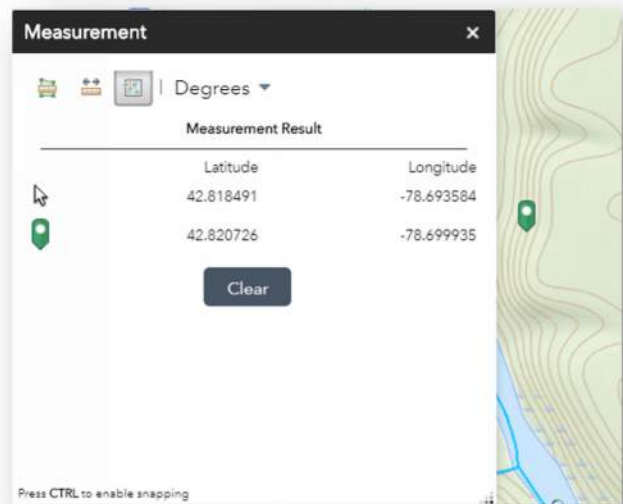 Measurement
Degrees
Measurement Result
Latitude Longitude
42.818491 -78.693584
42.820726 -78.699935
Clear
Press CTRL to enable snapping